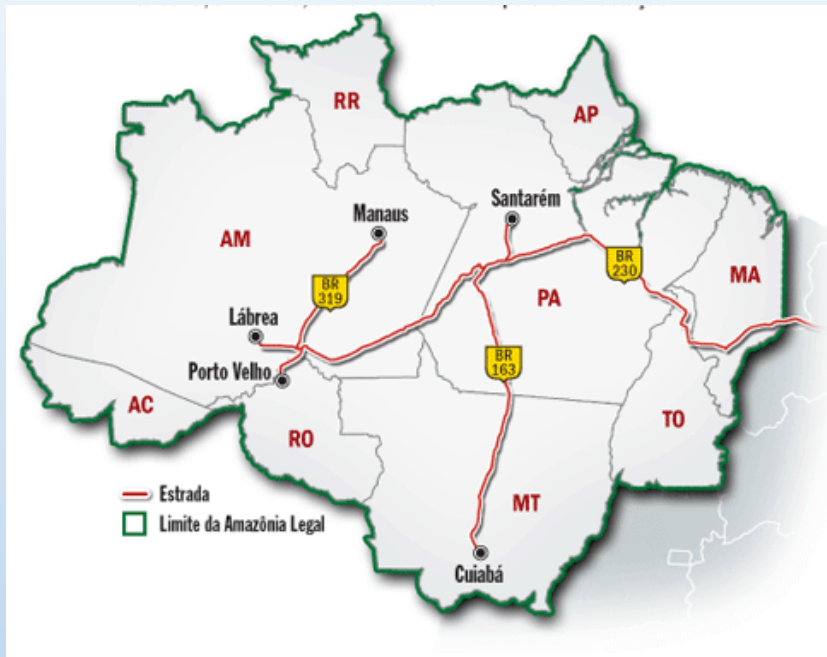 RR
AP
Santarém
Manaus
AM
BR
230
MA
BR
319
PA
Lábrea
BR
163
Porto Velho
AC
TO
RO
Estrada
MT
Limite da Amazônia Legal
Cuiabá